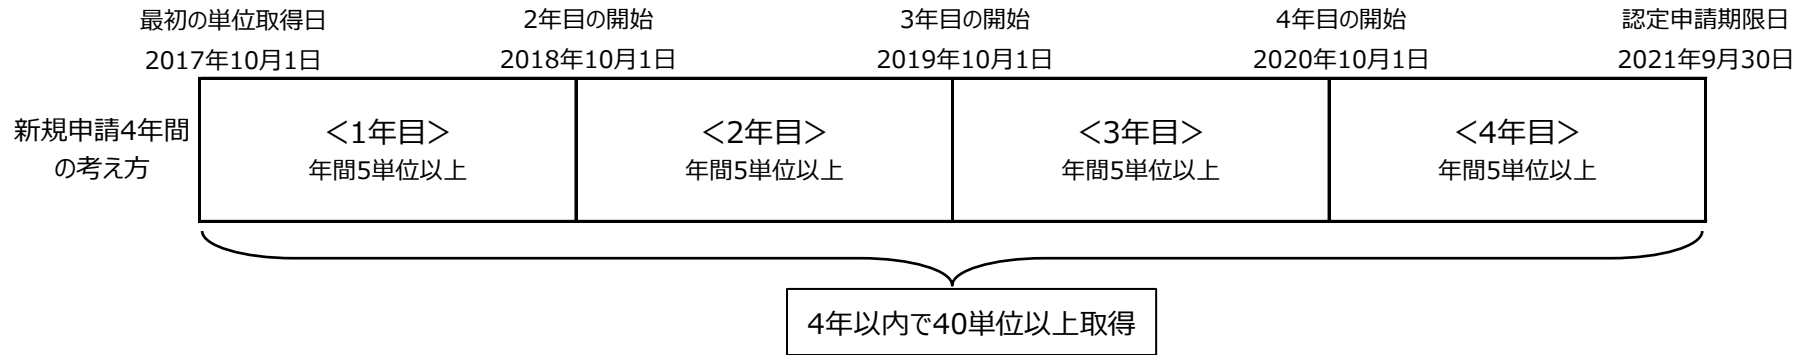 最初の単位取得日
2年目の開始
3年目の開始
4年目の開始
認定申請期限日
2017年10月1日
2018年10月1日
2019年10月1日
2020年10月1日
2021年9月30日
新規申請4年間
の考え方
<1年目>
年間5単位以上
<2年目>
年間5単位以上
<3年目>
年間5単位以上
<4年目>
年間5単位以上
4年以内で40単位以上取得